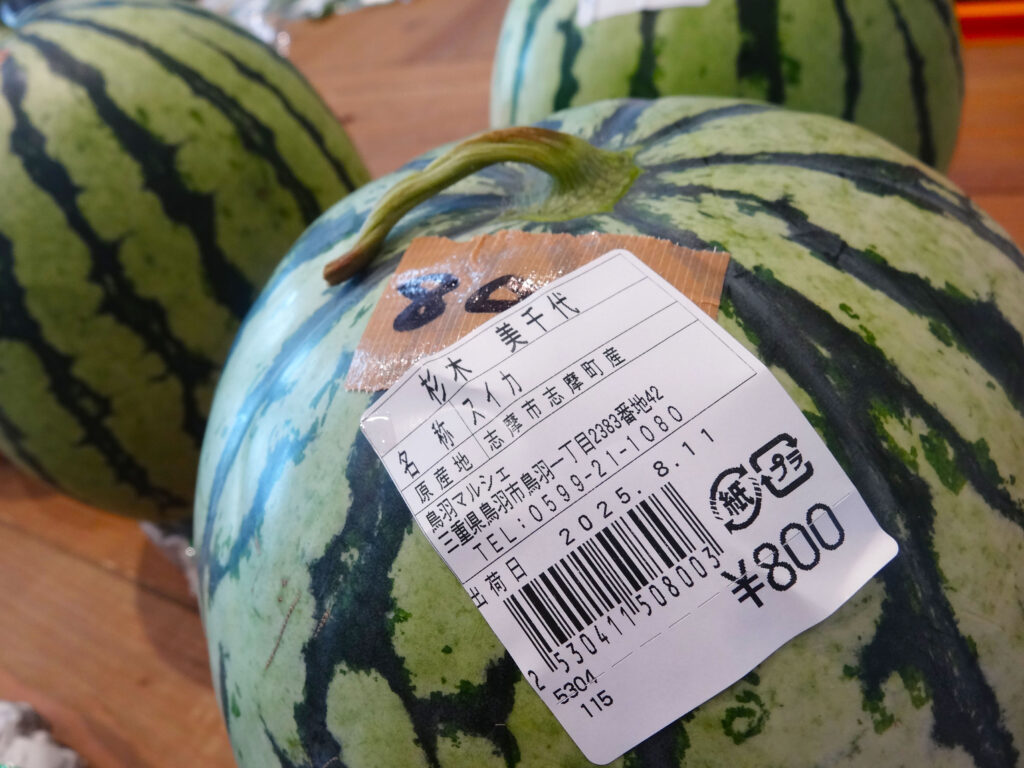 80
杉木 美千代
名 称 スイカ
原産地 志摩市志摩町産
鳥羽マルシェ
三重県鳥羽市鳥羽一丁目2383番地42
TEL:0599-21-1080
出荷日 2025.8.11
紙 プラ
2 530411 508003
¥800
5304
115